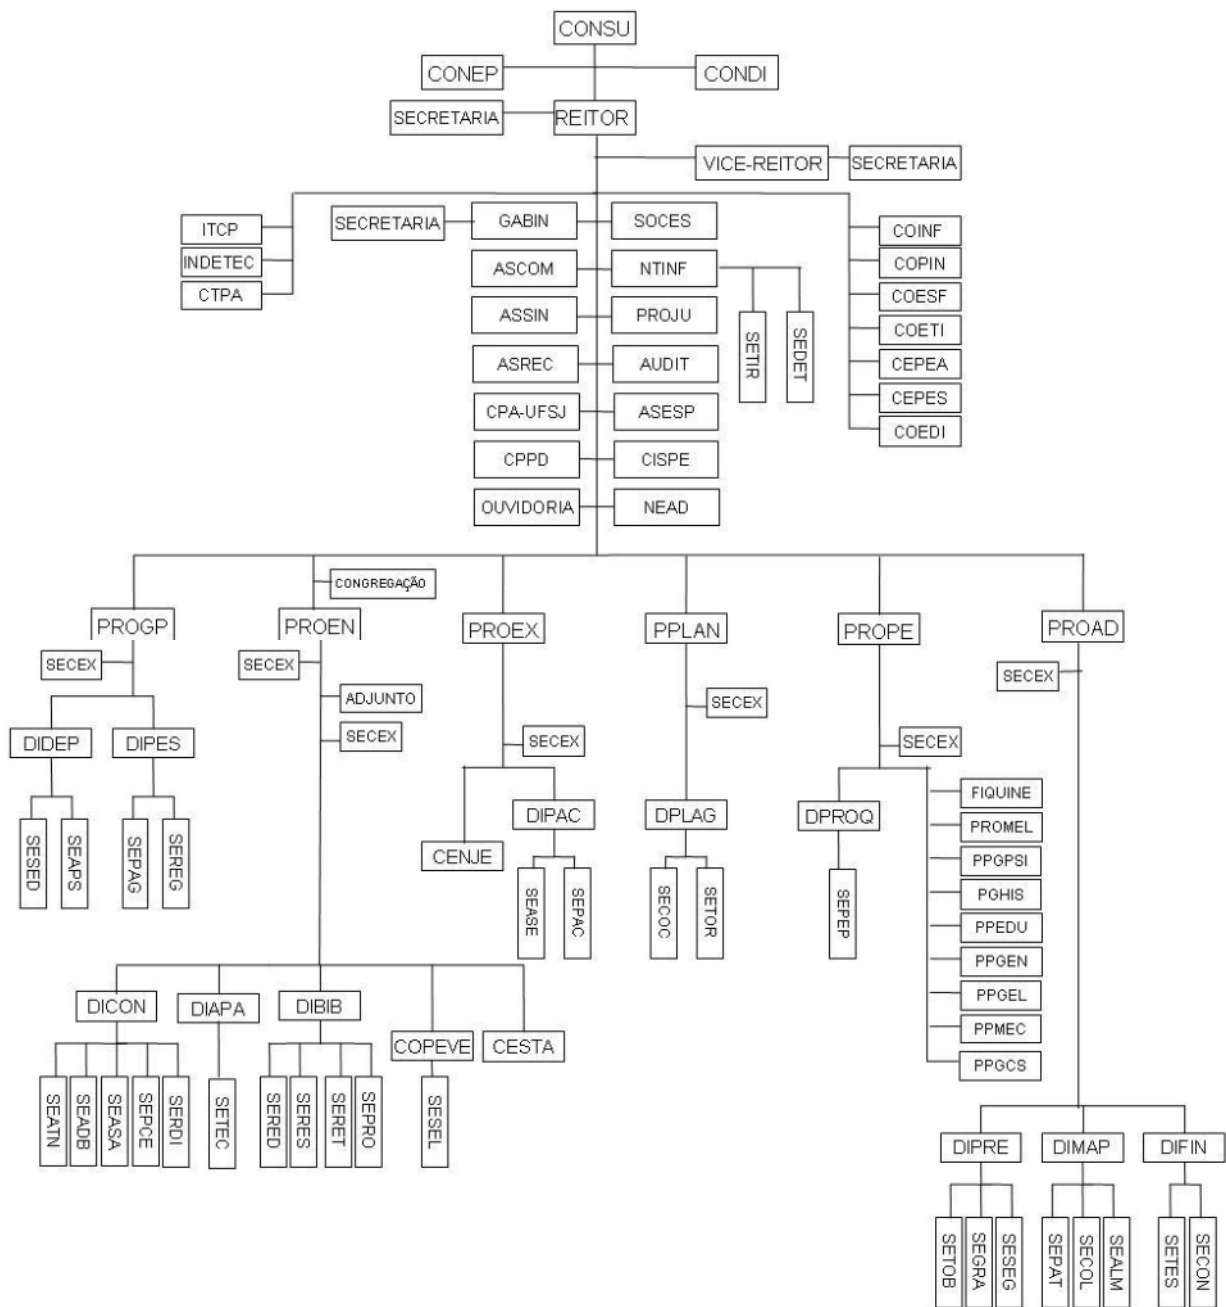 CONSU
CONEP
CONDI
SECRETARIA
REITOR
VICE-REITOR
SECRETARIA
ITCP
INDETEC
CTPA
SECRETARIA
GABIN
SOCES
ASCOM
NTINF
ASSIN
PROJU
ASREC
AUDIT
CPA-UFSJ
ASESP
CPPD
CISPE
OUVIDORIA
NEAD
SETIR
SEDET
COINF
COPIN
COESF
COETI
CEPEA
CEPES
COEDI
CONGREGAÇÃO
PROGP
PROEN
PROEX
PPLAN
PROPE
PROAD
SECEX
SECEX
SECEX
ADJUNTO
SECEX
SECEX
SECEX
SECEX
DIDEP
DIPES
SESED
SEAPS
SEPAG
SEREG
CENJE
DIPAC
SEASE
SEPAC
DPLAG
SECOC
SETOR
DPROQ
SEPEP
FIQUINE
PROMEL
PPGPSI
PGHIS
PPEDU
PPGEN
PPGEL
PPMEC
PPGCS
DICON
DIAPA
DIBIB
COPEVE
CESTA
SEATN
SEADB
SEASA
SEPCE
SERDI
SETEC
SERED
SERES
SERET
SEPRO
SESEL
DIPRE
DIMAP
DIFIN
SETOB
SEGRA
SESEG
SEPAT
SECOL
SEALM
SETES
SECON